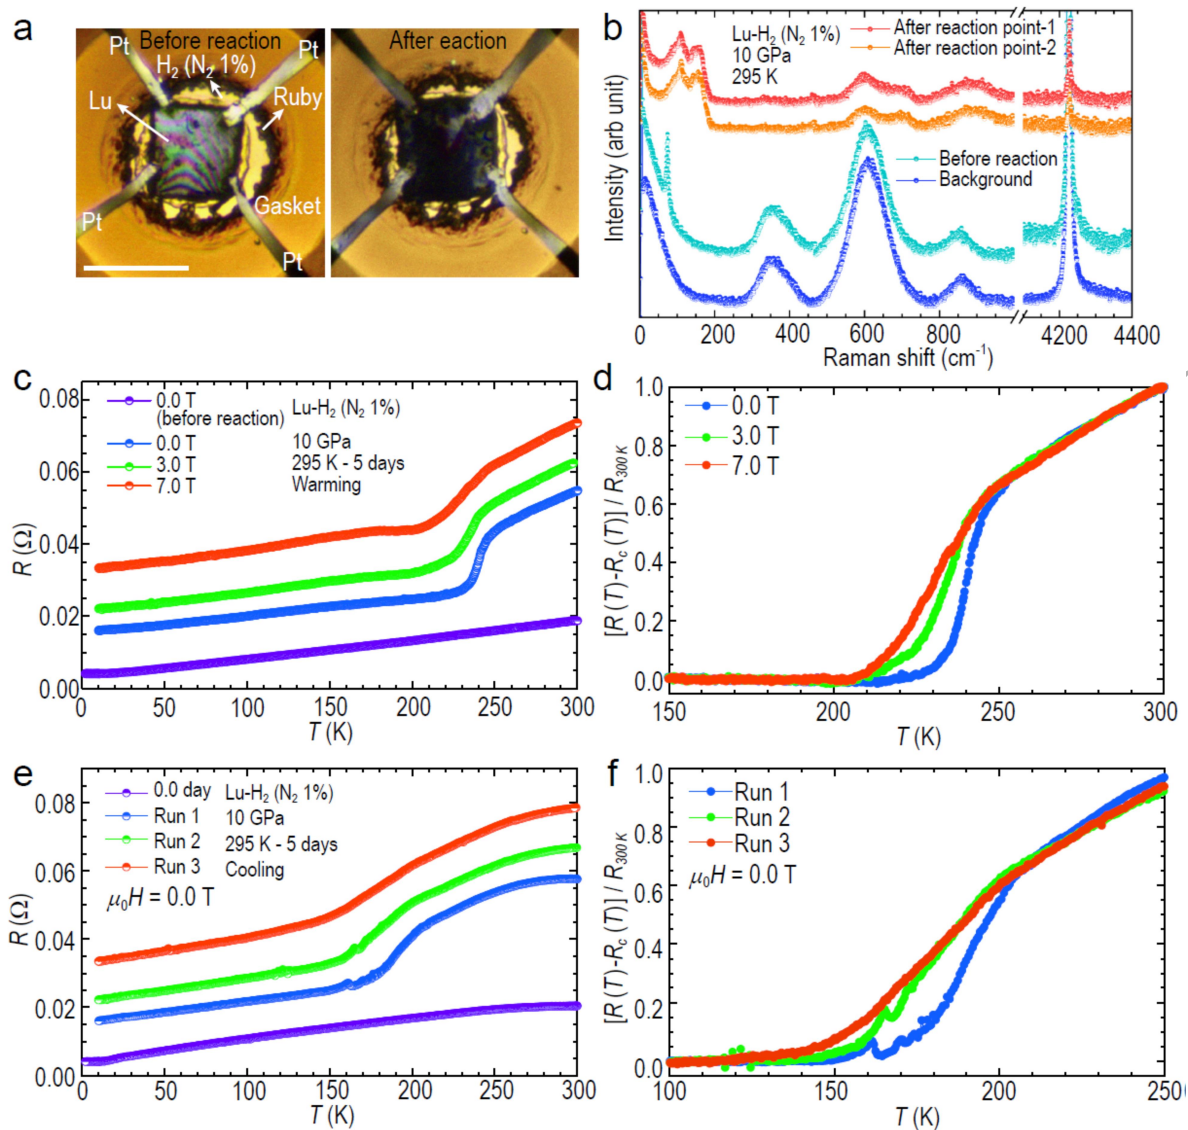 a
Before reaction
H₂ (N₂ 1%)
Pt
Pt
Lu
Ruby
Pt
Gasket
Pt
After eaction
b
Intensity (arb unit)
Lu-H₂ (N₂ 1%)
10 GPa
295 K
After reaction point-1
After reaction point-2
Before reaction
Background
0 200 400 600 800 4200 4400
Raman shift (cm⁻¹)
c
R (Ω)
0.08
0.06
0.04
0.02
0.00
0.0 T
(before reaction)
0.0 T
3.0 T
7.0 T
Lu-H₂ (N₂ 1%)
10 GPa
295 K - 5 days
Warming
0 50 100 150 200 250 300
T (K)
d
[R (T)-R_c (T)] / R_300 K
1.0
0.8
0.6
0.4
0.2
0.0
0.0 T
3.0 T
7.0 T
150 200 250 300
T (K)
e
R (Ω)
0.08
0.06
0.04
0.02
0.00
0.0 day
Run 1
Run 2
Run 3
μ₀H = 0.0 T
Lu-H₂ (N₂ 1%)
10 GPa
295 K - 5 days
Cooling
0 50 100 150 200 250 300
T (K)
f
[R (T)-R_c (T)] / R_300 K
1.0
0.8
0.6
0.4
0.2
0.0
Run 1
Run 2
Run 3
μ₀H = 0.0 T
100 150 200 250
T (K)